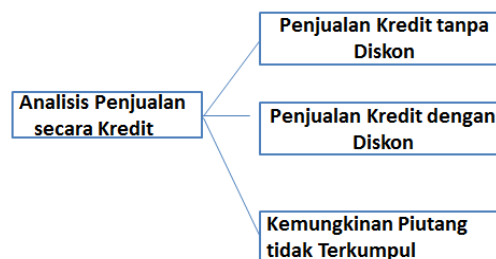 Penjualan Kredit tanpa
Diskon
Analisis Penjualan
secara Kredit
Penjualan Kredit dengan
Diskon
Kemungkinan Piutang
tidak Terkumpul